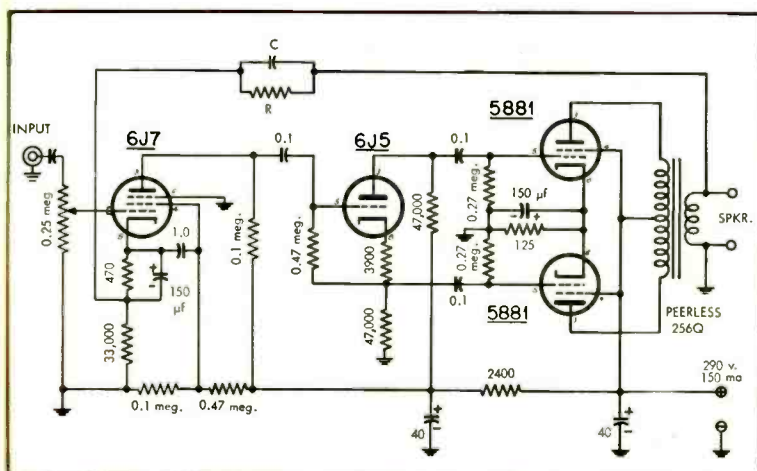 C
R
INPUT
6J7
0.1
6J5
0.1
5881
0.25 meg.
470
1.0
150
µf
33,000
0.1 meg.
0.47 meg.
0.1 meg.
0.47 meg.
3900
47,000
47,000
0.27 meg.
150 µf
125
0.27 meg.
0.1
5881
SPKR.
PEERLESS
256Q
2400
40
40
290 v.
150 ma